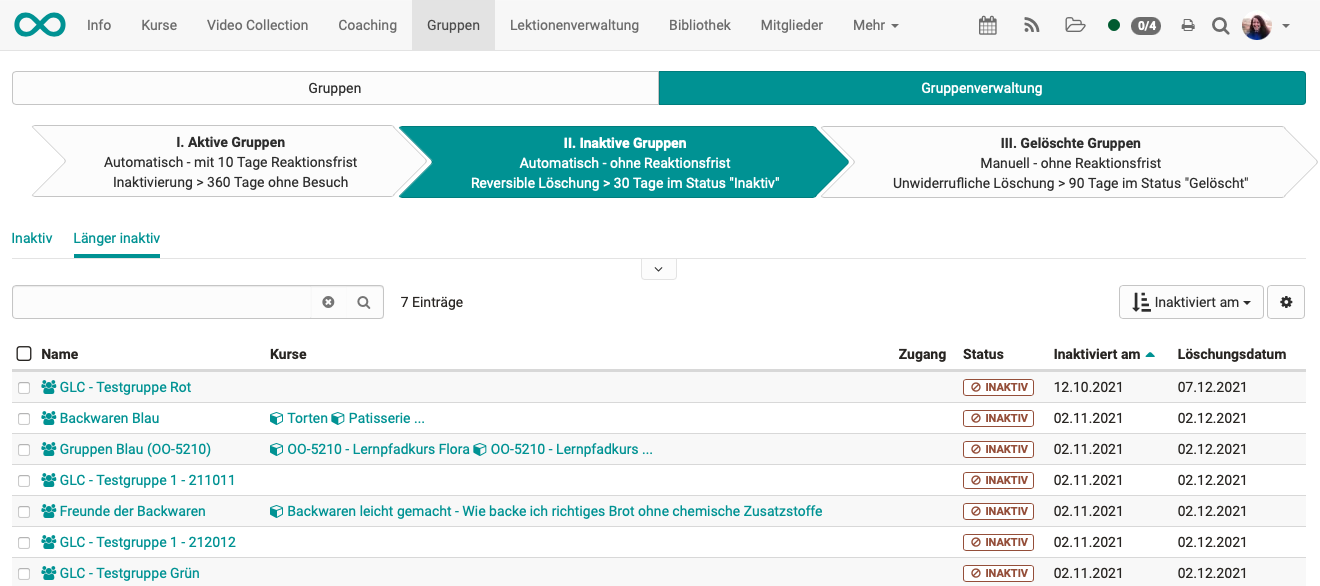 Info Kurse Video Collection Coaching Gruppen Lektionenverwaltung Bibliothek Mitglieder Mehr 0/4
Gruppen Gruppenverwaltung
I. Aktive Gruppen
Automatisch - mit 10 Tage Reaktionsfrist
Inaktivierung > 360 Tage ohne Besuch
II. Inaktive Gruppen
Automatisch - ohne Reaktionsfrist
Reversible Löschung > 30 Tage im Status "Inaktiv"
III. Gelöschte Gruppen
Manuell - ohne Reaktionsfrist
Unwiderrufliche Löschung > 90 Tage im Status "Gelöscht"
Inaktiv Länger inaktiv
7 Einträge Inaktiviert am
Name Kurse Zugang Status Inaktiviert am Löschungsdatum
GLC - Testgruppe Rot INAKTIV 12.10.2021 07.12.2021
Backwaren Blau Torten Patisserie ... INAKTIV 02.11.2021 02.12.2021
Gruppen Blau (OO-5210) OO-5210 - Lernpfadkurs Flora OO-5210 - Lernpfadkurs ... INAKTIV 02.11.2021 02.12.2021
GLC - Testgruppe 1 - 211011 INAKTIV 02.11.2021 02.12.2021
Freunde der Backwaren Backwaren leicht gemacht - Wie backe ich richtiges Brot ohne chemische Zusatzstoffe INAKTIV 02.11.2021 02.12.2021
GLC - Testgruppe 1 - 212012 INAKTIV 02.11.2021 02.12.2021
GLC - Testgruppe Grün INAKTIV 02.11.2021 02.12.2021